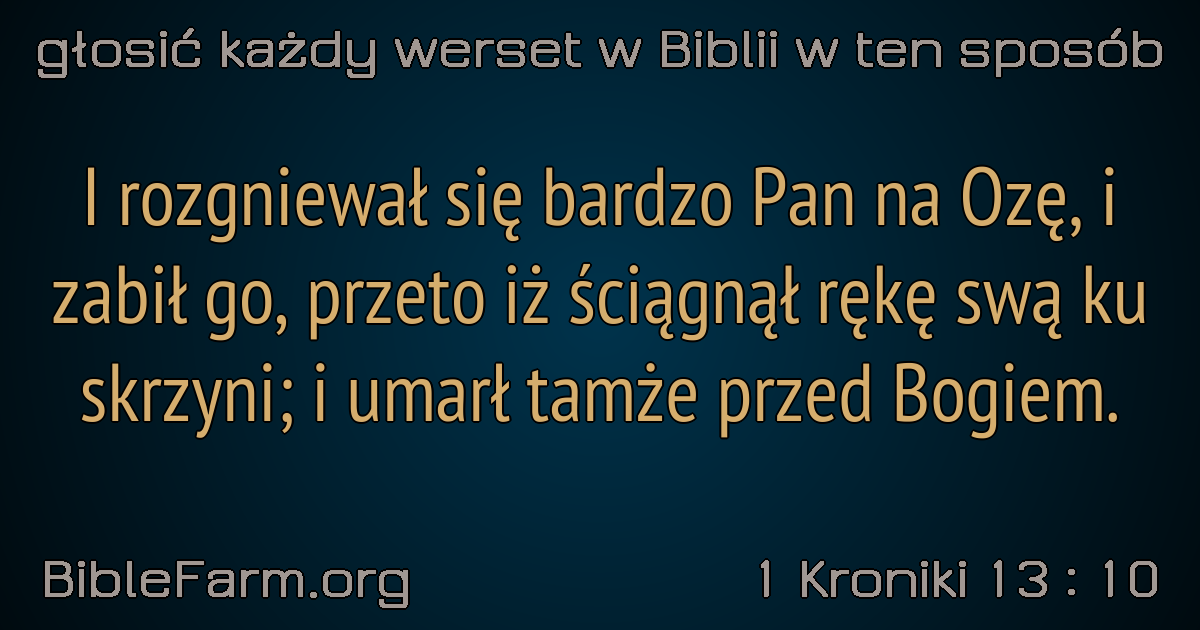 głosić każdy werset w Biblii w ten sposób
I rozgniewał się bardzo Pan na Ozę, i
zabił go, przeto iż ściągnął rękę swą ku
skrzyni; i umarł tamże przed Bogiem.
BibleFarm.org
1 Kroniki 13 : 10